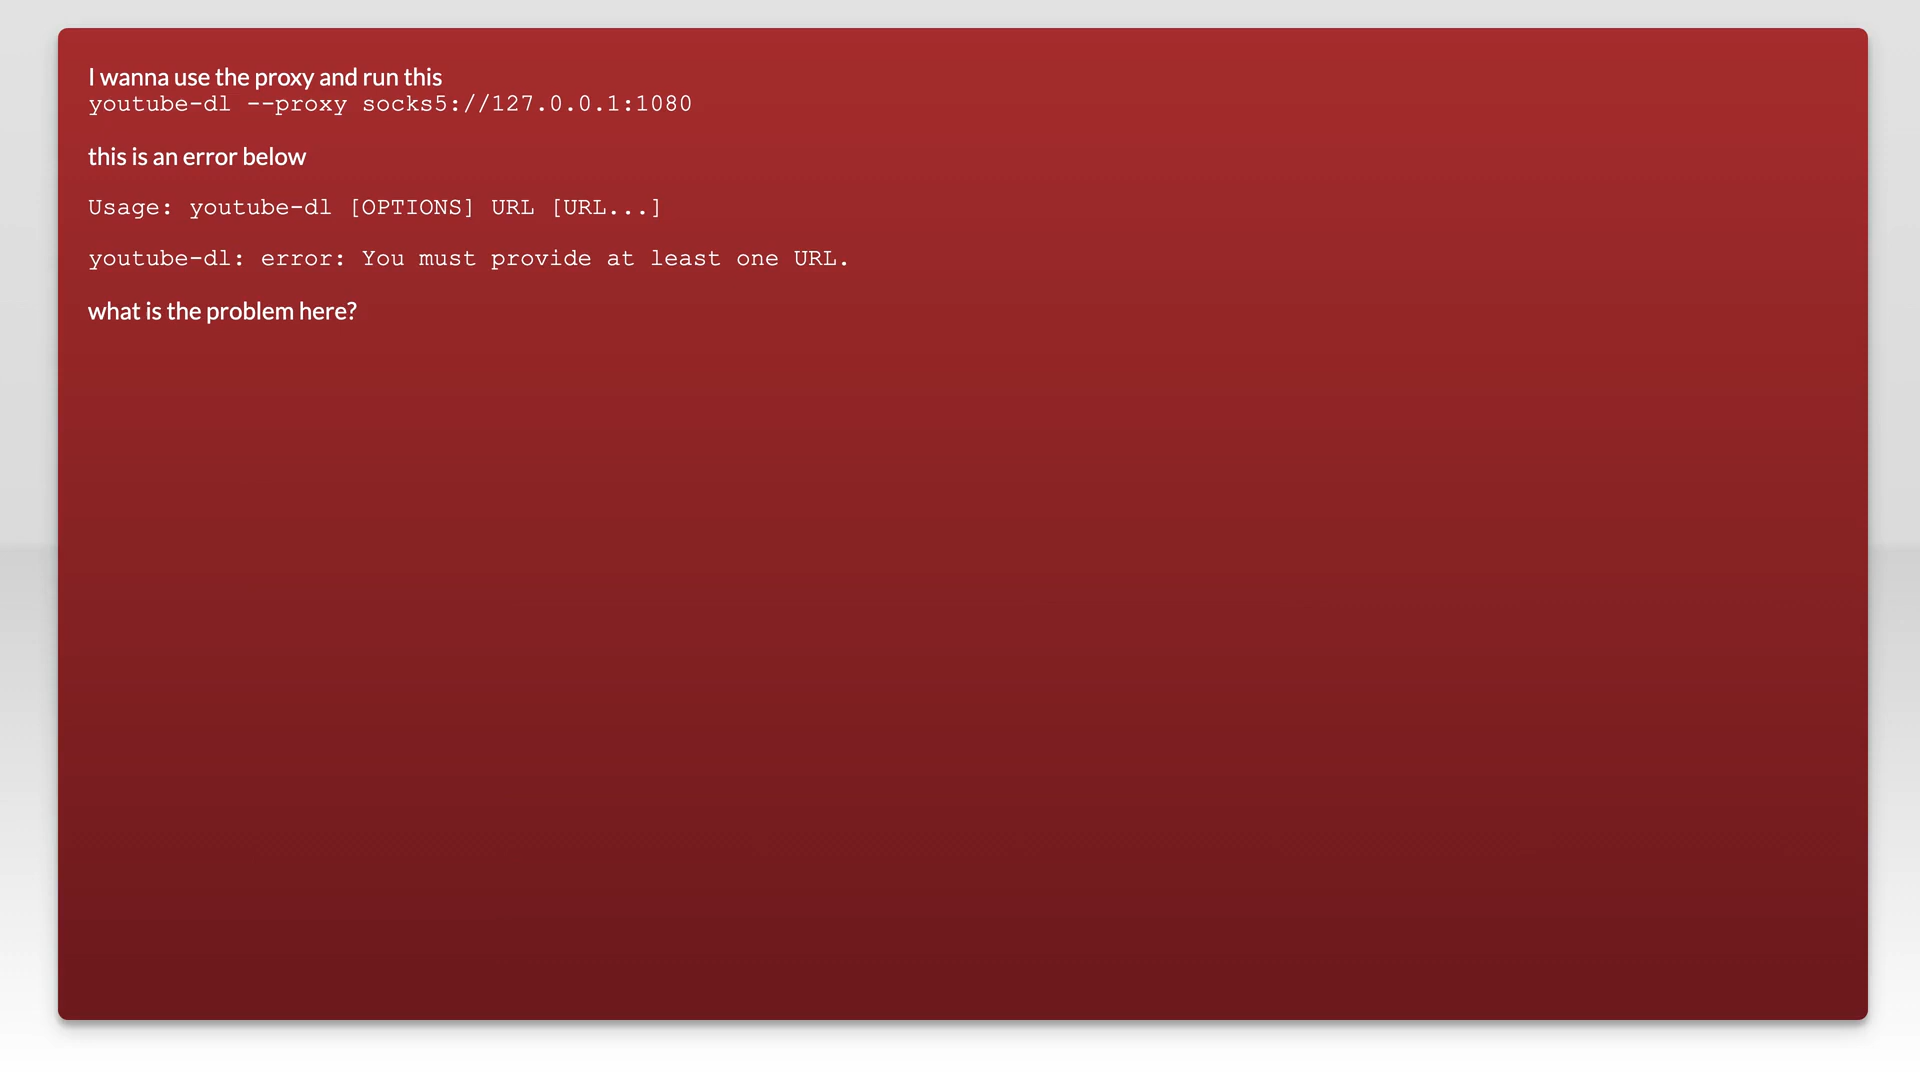 I wanna use the proxy and run this
youtube-dl --proxy socks5://127.0.0.1:1080
this is an error below
Usage: youtube-dl [OPTIONS] URL [URL...]
youtube-dl: error: You must provide at least one URL.
what is the problem here?